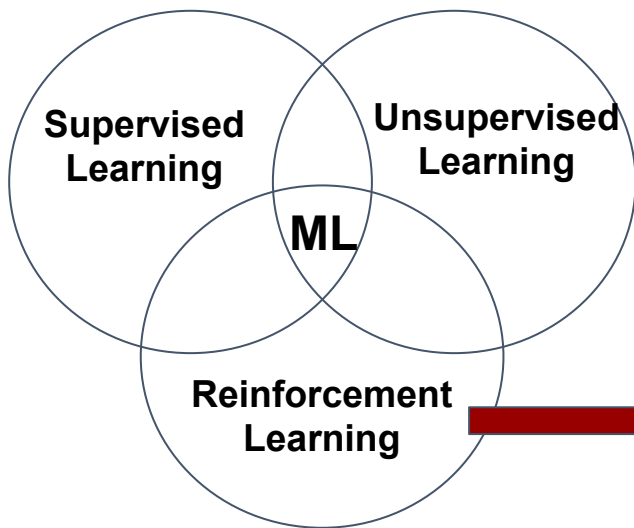 Supervised
Learning
Unsupervised
Learning
ML
Reinforcement
Learning